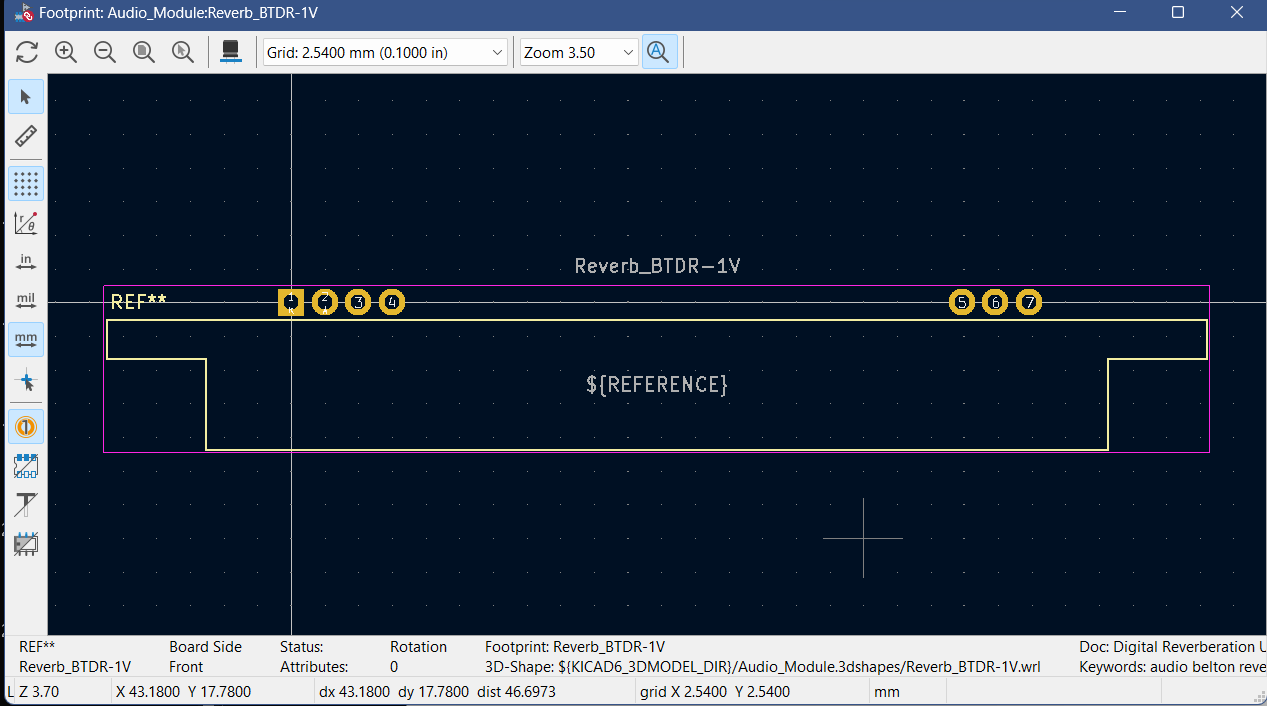 Footprint: Audio_Module:Reverb_BTDR-1V
Grid: 2.5400 mm (0.1000 in)
Zoom 3.50
in
mil
mm
Reverb_BTDR-1V
REF**
1
K
2
A
3
4
5
6
7
${REFERENCE}
REF** Board Side Status: Rotation Footprint: Reverb_BTDR-1V Doc: Digital Reverberation U
Reverb_BTDR-1V Front Attributes: 0 3D-Shape: ${KICAD6_3DMODEL_DIR}/Audio_Module.3dshapes/Reverb_BTDR-1V.wrl Keywords: audio belton reve
L Z 3.70 X 43.1800 Y 17.7800 dx 43.1800 dy 17.7800 dist 46.6973 grid X 2.5400 Y 2.5400 mm